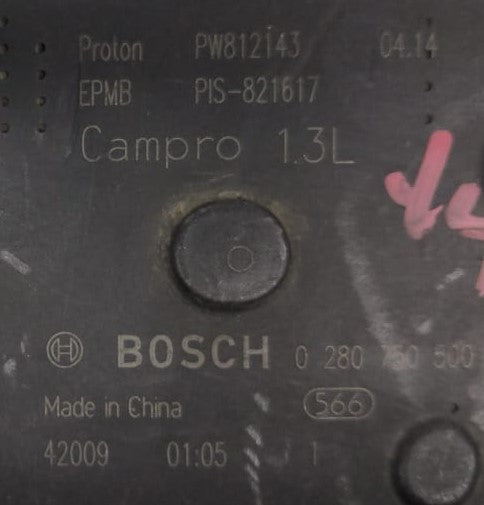 Proton PW812143 04.14
EPMB PIS-821617
Campro 1.3L
BOSCH 0 280 750 500
Made in China 566
42009 01:05 1